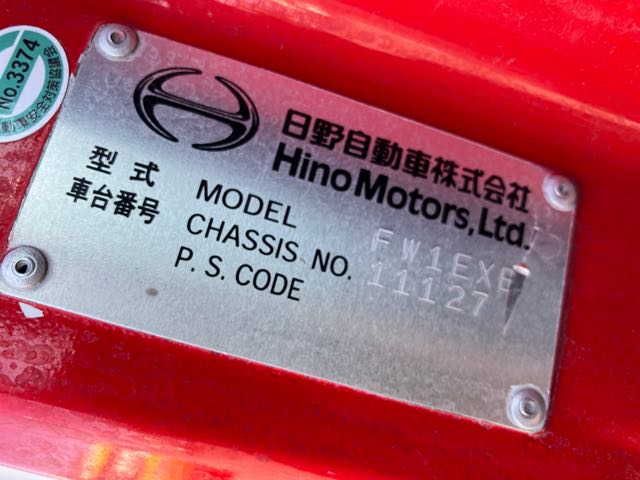 No.3374
日野自動車株式会社
Hino Motors, Ltd.
型式 MODEL FW1EXE
車台番号 CHASSIS NO. 11127
P. S. CODE